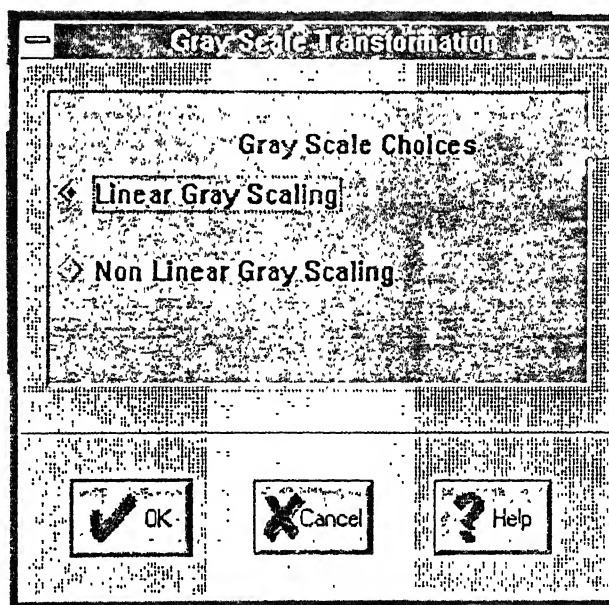 Gray Scale Transformation
Gray Scale Choices
Linear Gray Scaling
Non Linear Gray Scaling
OK
Cancel
Help